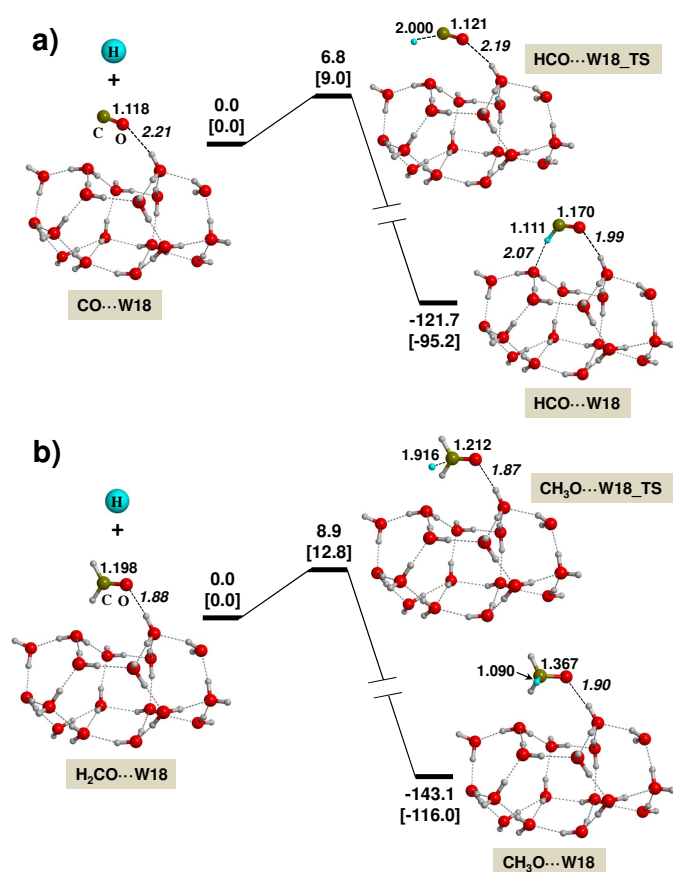 a)
H
+
1.118
C O
2.21
CO···W18
0.0
[0.0]
6.8
[9.0]
2.000
1.121
2.19
HCO···W18_TS
1.111
1.170
2.07
1.99
-121.7
[-95.2]
HCO···W18
b)
H
+
1.198
C O
1.88
H₂CO···W18
0.0
[0.0]
8.9
[12.8]
1.916
1.212
1.87
CH₃O···W18_TS
1.090
1.367
1.90
-143.1
[-116.0]
CH₃O···W18